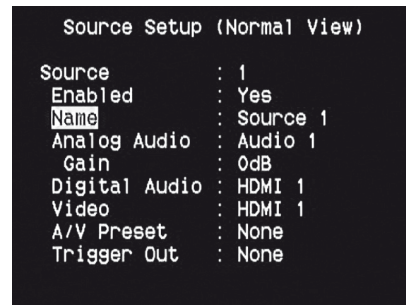 Source Setup (Normal View)
Source : 1
Enabled : Yes
Name : Source 1
Analog Audio : Audio 1
Gain : 0dB
Digital Audio : HDMI 1
Video : HDMI 1
A/V Preset : None
Trigger Out : None